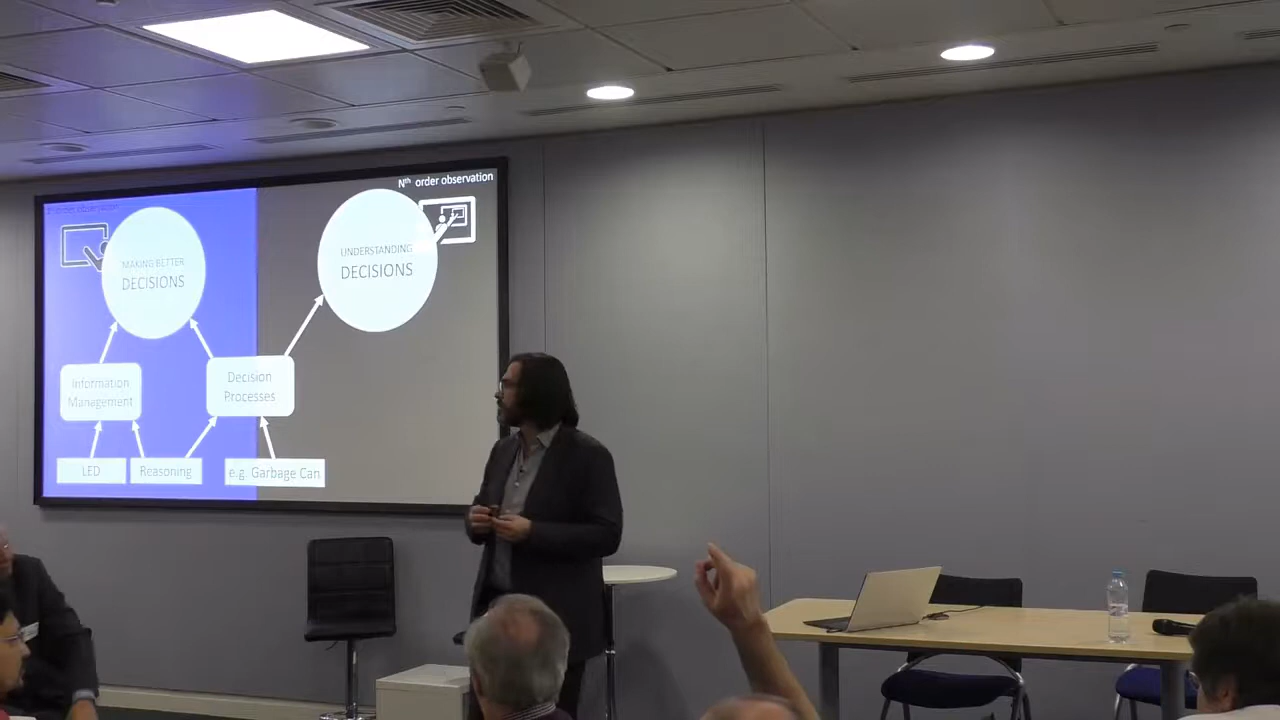 Nth order observation
MAKING BETTER
DECISIONS
UNDERSTANDING
DECISIONS
Information
Management
Decision
Processes
LED
Reasoning
e.g. Garbage Can